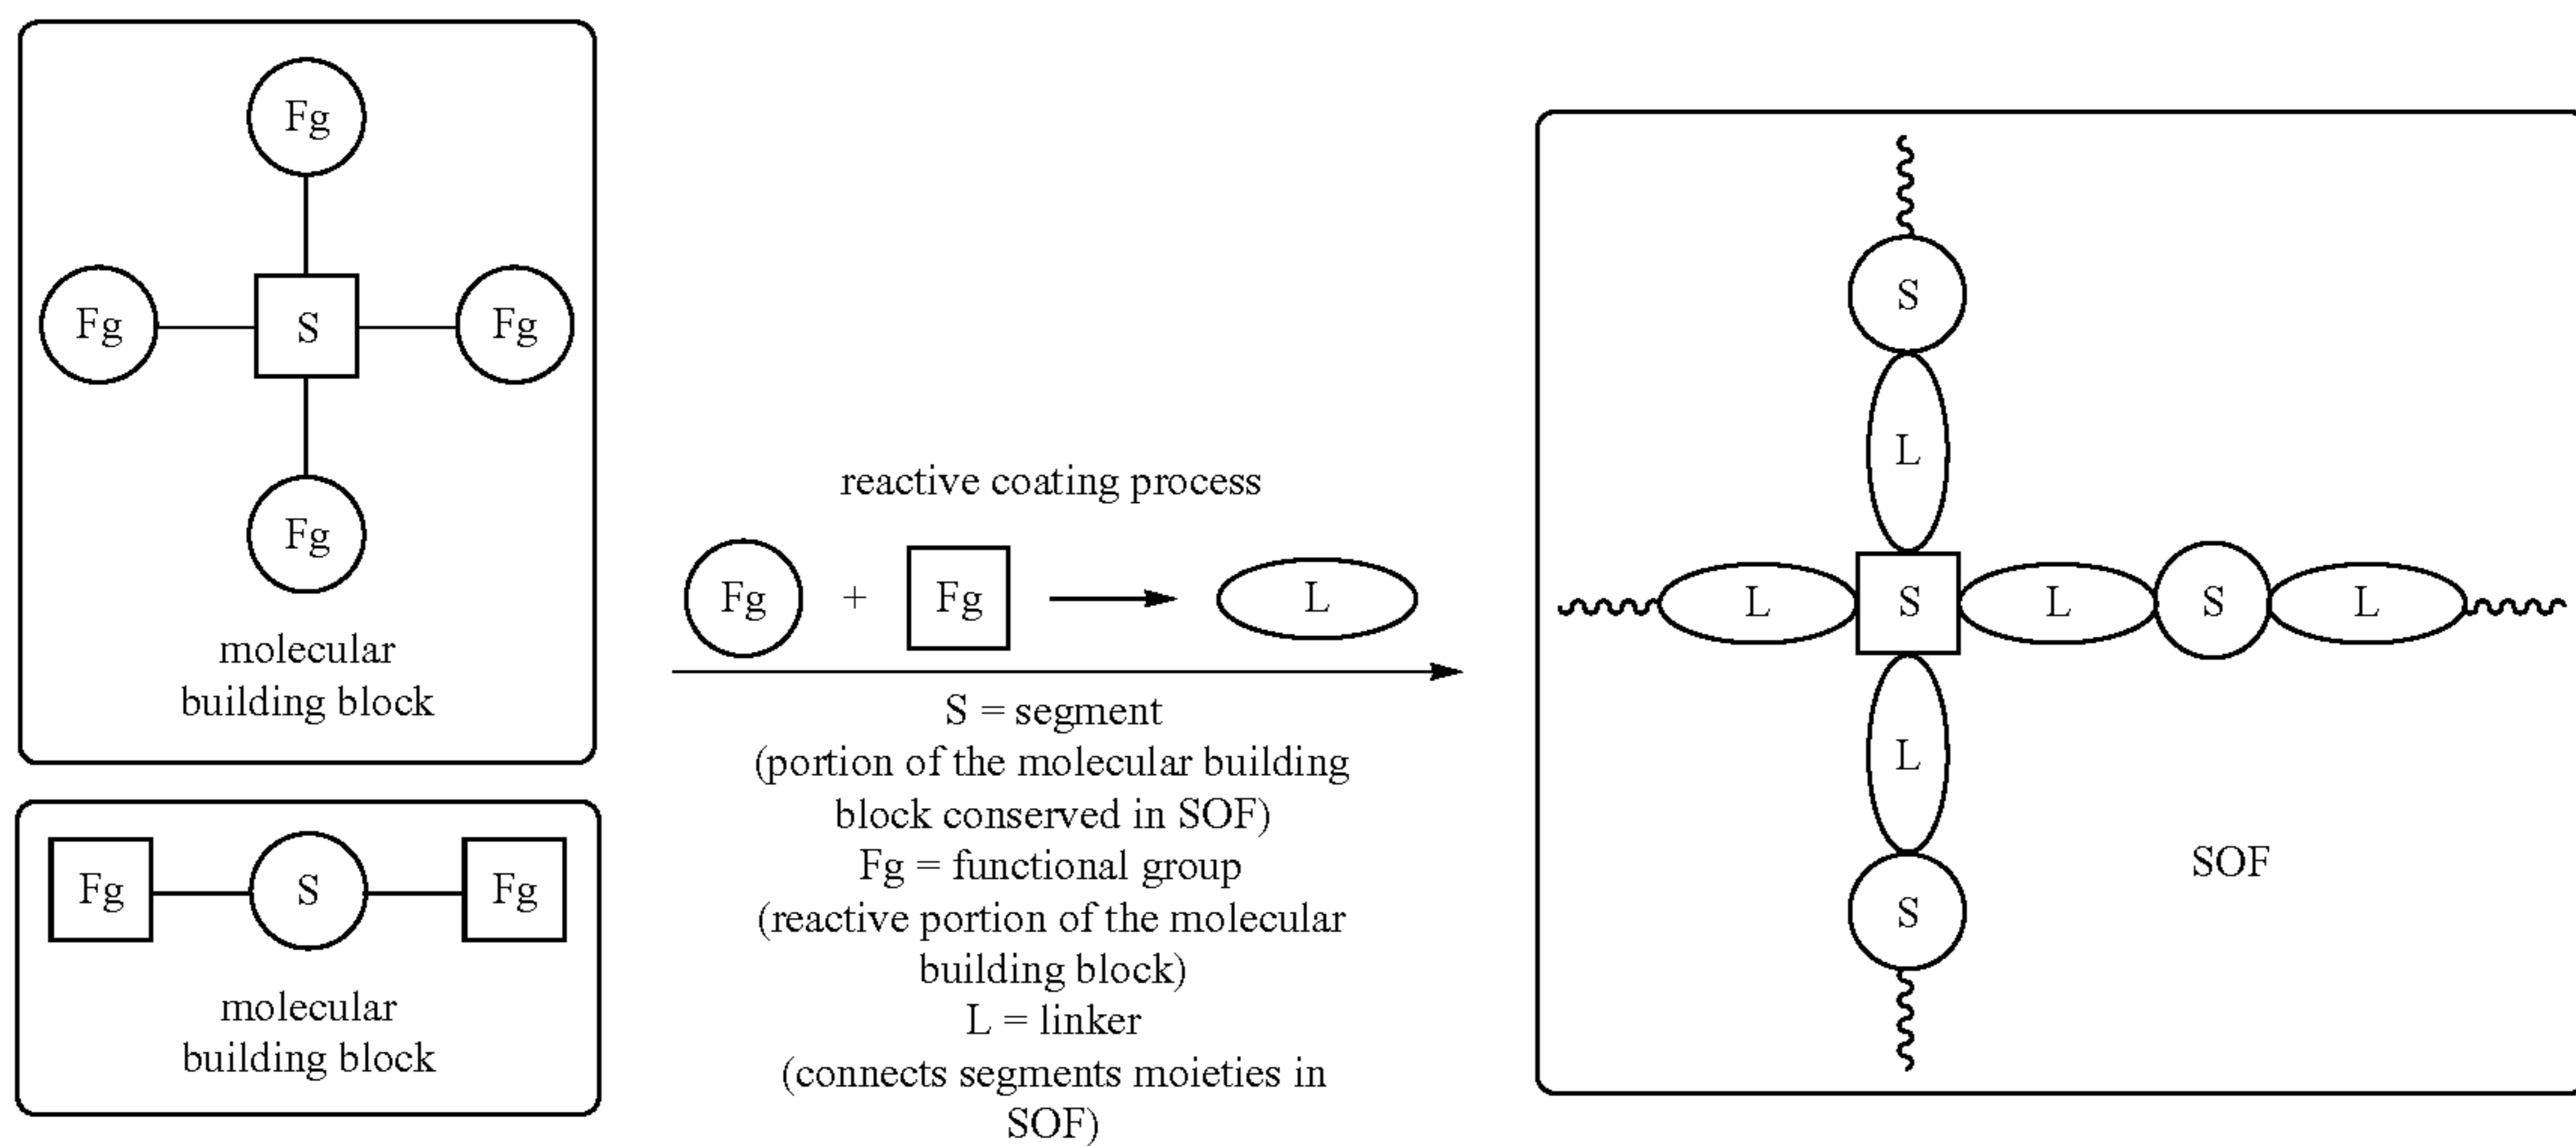 Fg
Fg S Fg
Fg
molecular
building block
Fg S Fg
molecular
building block
reactive coating process
Fg + Fg L
S = segment
(portion of the molecular building
block conserved in SOF)
Fg = functional group
(reactive portion of the molecular
building block)
L = linker
(connects segments moieties in
SOF)
S
L
L S L S L
L
SOF
S